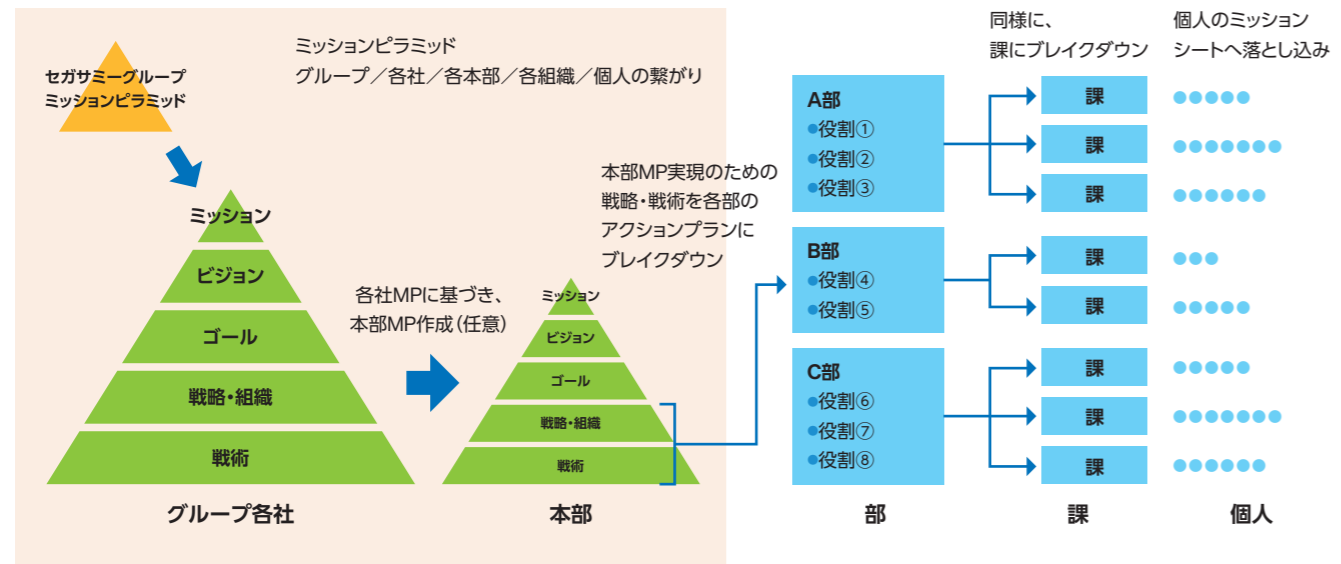 セガサミーグループ
ミッションピラミッド
ミッションピラミッド
グループ／各社／各本部／各組織／個人の繋がり
ミッション
ビジョン
ゴール
戦略・組織
戦術
グループ各社
各社MPに基づき、
本部MP作成（任意）
ミッション
ビジョン
ゴール
戦略・組織
戦術
本部
本部MP実現のための
戦略・戦術を各部の
アクションプランに
ブレイクダウン
A部
●役割①
●役割②
●役割③
B部
●役割④
●役割⑤
C部
●役割⑥
●役割⑦
●役割⑧
部
同様に、
課にブレイクダウン
課
課
課
課
課
課
課
課
課
個人のミッション
シートへ落とし込み
個人